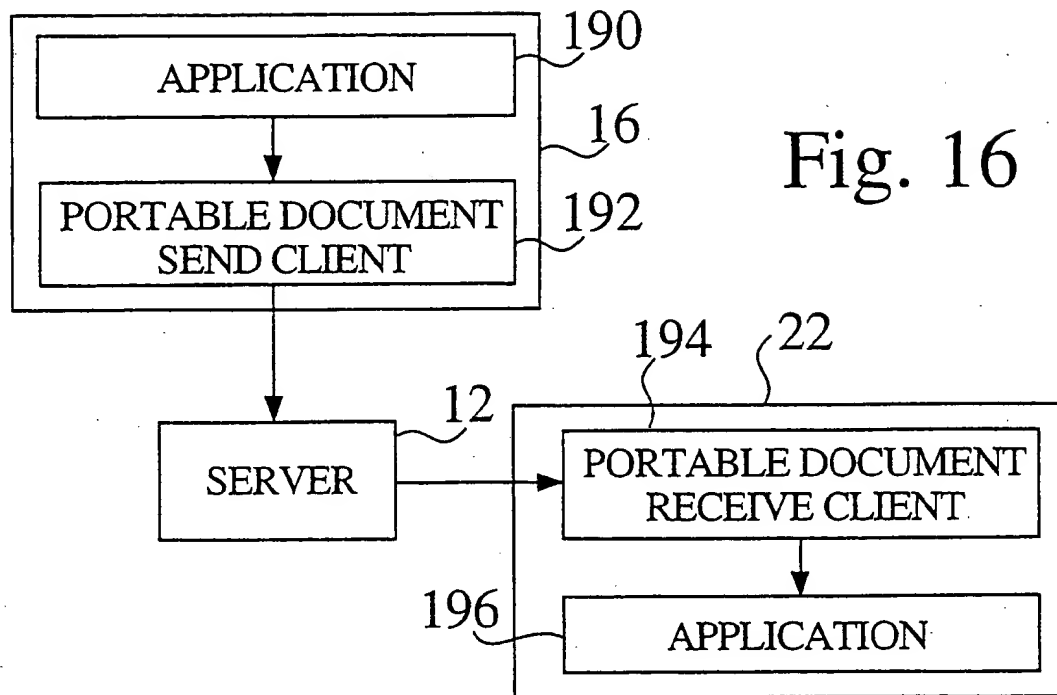 190
APPLICATION
16
Fig. 16
PORTABLE DOCUMENT
SEND CLIENT
192
194
22
12
SERVER
PORTABLE DOCUMENT
RECEIVE CLIENT
196
APPLICATION